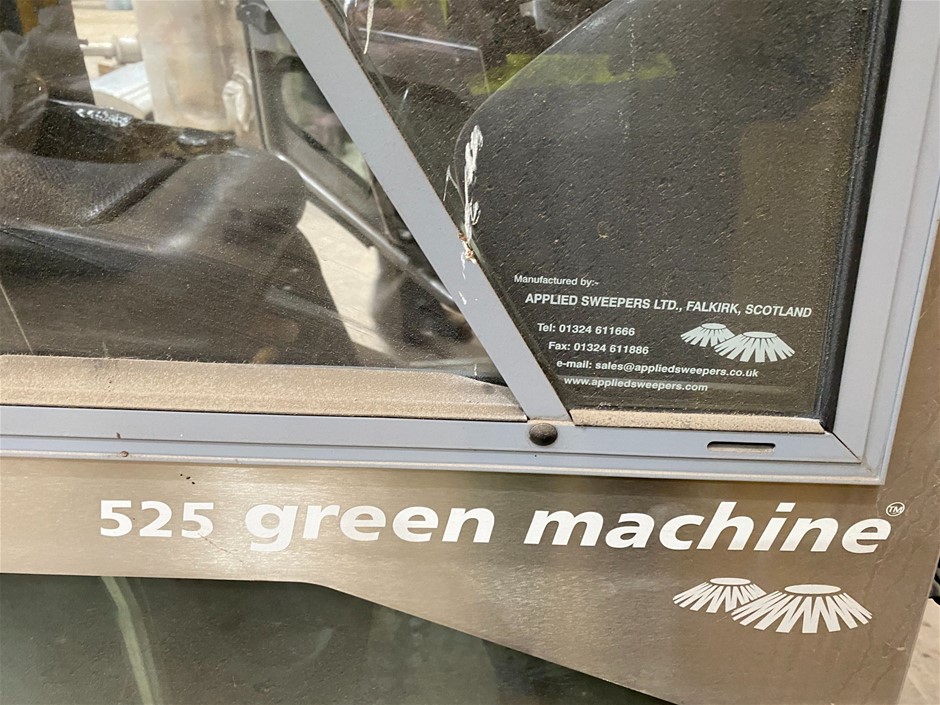 Manufactured by:-
APPLIED SWEEPERS LTD., FALKIRK, SCOTLAND
Tel: 01324 611666
Fax: 01324 611886
e-mail: sales@appliedsweepers.co.uk
www.appliedsweepers.com
525 green machine™